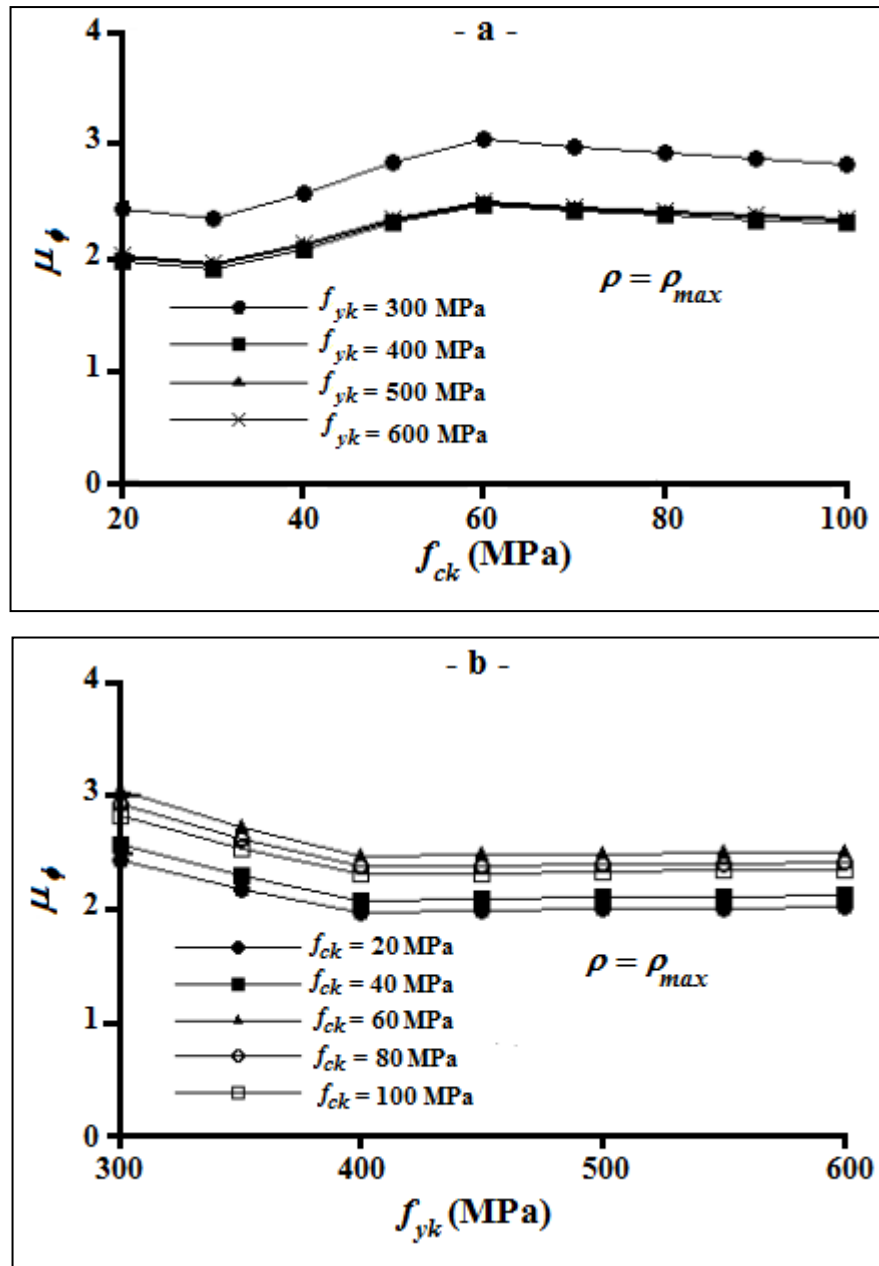 - a -
4
3
2
1
0
μϕ
ρ = ρmax
fyk = 300 MPa
fyk = 400 MPa
fyk = 500 MPa
fyk = 600 MPa
20 40 60 80 100
fck (MPa)
- b -
4
3
2
1
0
μϕ
ρ = ρmax
fck = 20 MPa
fck = 40 MPa
fck = 60 MPa
fck = 80 MPa
fck = 100 MPa
300 400 500 600
fyk (MPa)